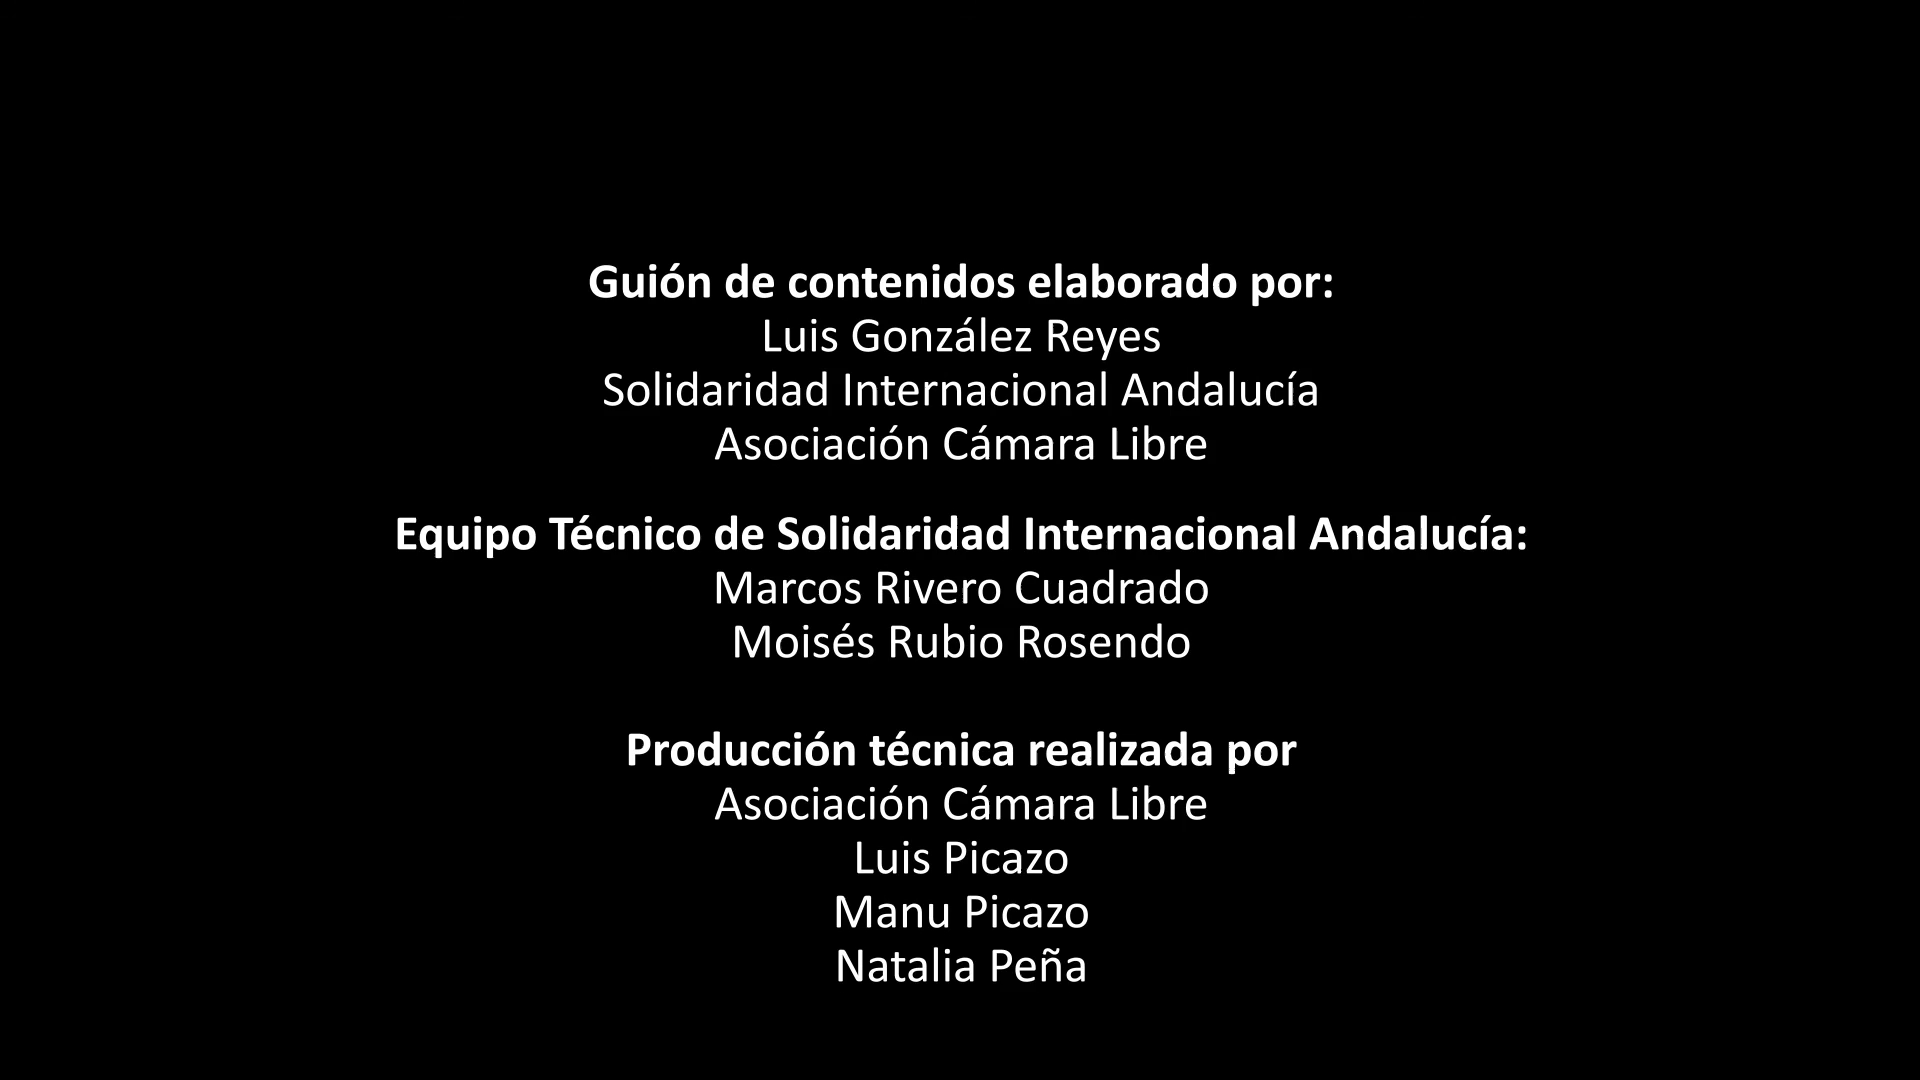 Guión de contenidos elaborado por:
Luis González Reyes
Solidaridad Internacional Andalucía
Asociación Cámara Libre
Equipo Técnico de Solidaridad Internacional Andalucía:
Marcos Rivero Cuadrado
Moisés Rubio Rosendo
Producción técnica realizada por
Asociación Cámara Libre
Luis Picazo
Manu Picazo
Natalia Peña